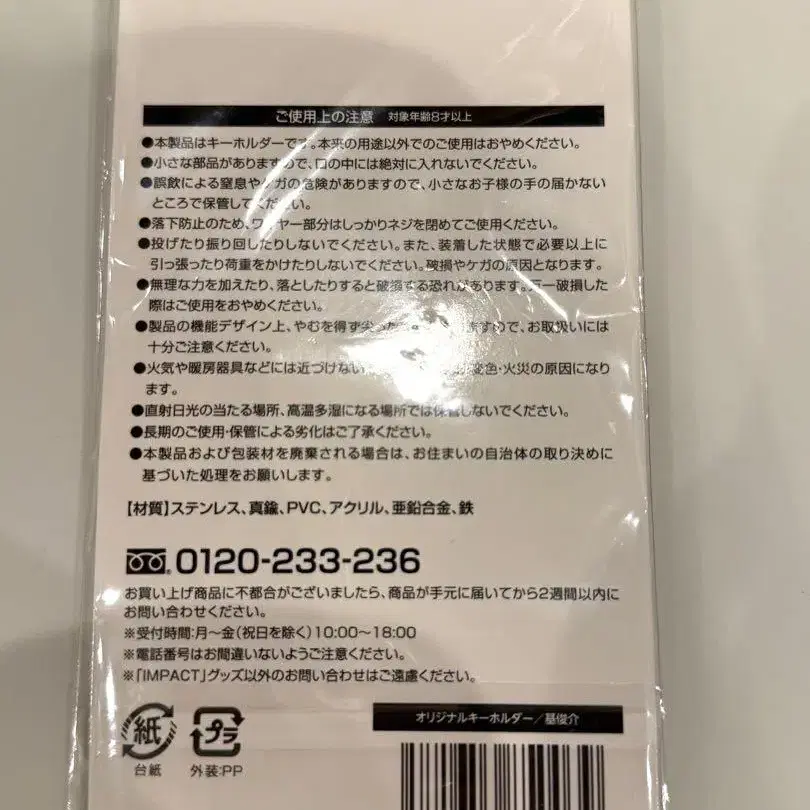 ご使用上の注意 対象年齢8才以上
●本製品はキーホルダーです。本来の用途以外でのご使用はおやめください。
●小さな部品がありますので、口の中には絶対に入れないでください。
●誤飲による窒息やケガの危険がありますので、小さなお子様の手の届かない
ところで保管してください。
●落下防止のため、ワイヤー部分はしっかりネジを閉めてご使用ください。
●投げたり振り回したりしないでください。また、装着した状態で必要以上に
引っ張ったり荷重をかけたりしないでください。破損やケガの原因となります。
●無理な力を加えたり、落としたりすると破損する恐れがあります。万一破損した
際はご使用をおやめください。
●製品の機能デザイン上、やむを得ず尖っ ますので、お取扱いには
十分ご注意ください。
●火気や暖房器具などには近づけない 変色・火災の原因になり
ます。
●直射日光の当たる場所、高温多湿になる場所では保管しないでください。
●長期のご使用・保管による劣化はご了承ください。
●本製品および包装材を廃棄される場合は、お住まいの自治体の取り決めに
基づいた処理をお願いします。
【材質】ステンレス、真鍮、PVC、アクリル、亜鉛合金、鉄
0120-233-236
お買い上げ商品に不都合がございましたら、商品が手元に届いてから2週間以内に
お問い合わせください。
※受付時間:月〜金(祝日を除く)10:00〜18:00
※電話番号はお間違いないようご注意ください。
※「IMPACT」グッズ以外のお問い合わせはご遠慮ください。
オリジナルキーホルダー/基俊介
紙 プラ
台紙 外装:PP